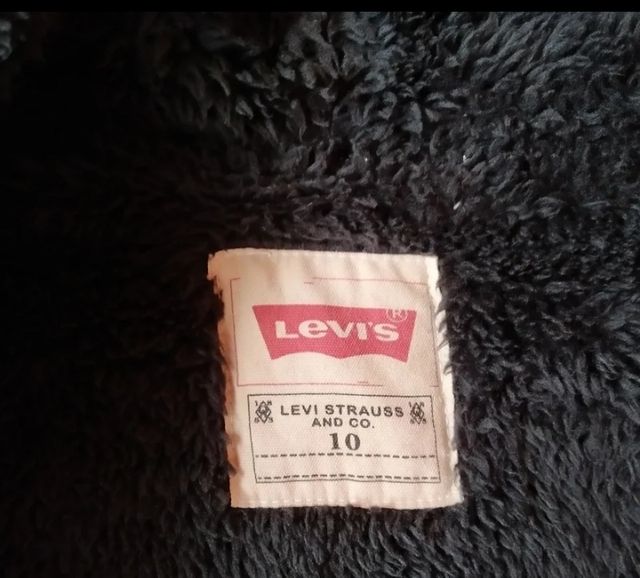 LEVI'S ®
LEVI STRAUSS
AND CO.
10